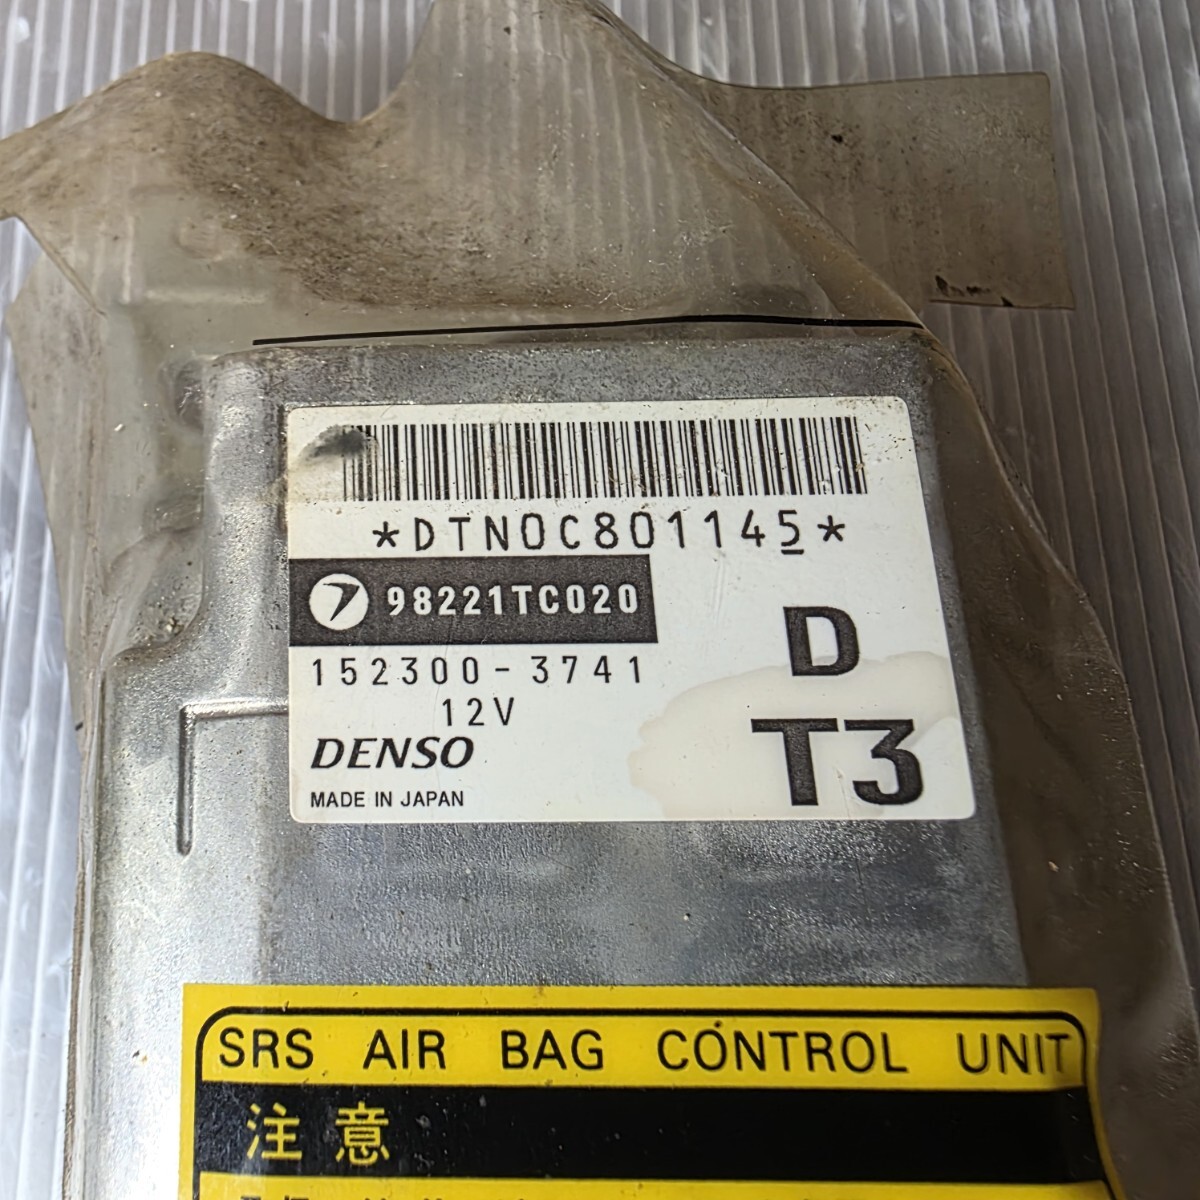 *DTN0C801145*
98221TC020
152300-3741
12V
DENSO
MADE IN JAPAN
D
T3
SRS AIR BAG CONTROL UNIT
注意